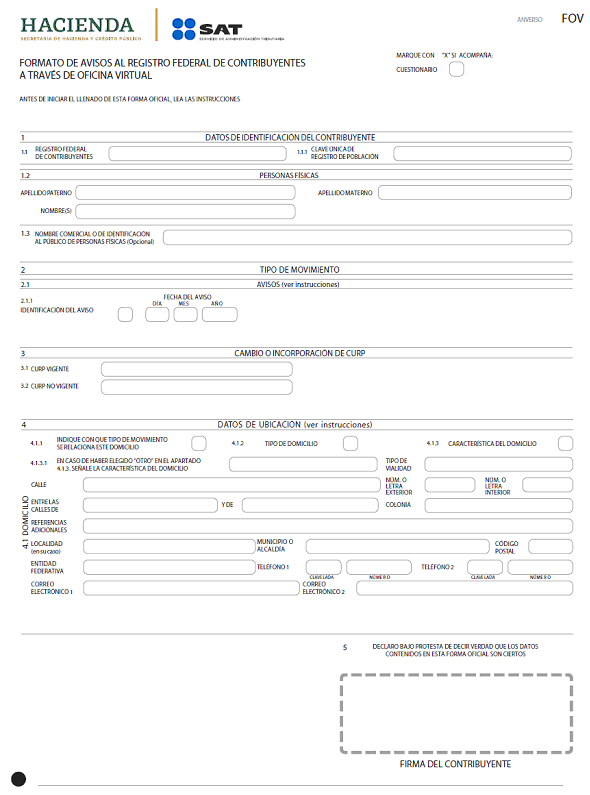 HACIENDA
SECRETARÍA DE HACIENDA Y CRÉDITO PÚBLICO
SAT
SERVICIO DE ADMINISTRACIÓN TRIBUTARIA
ANVERSO FOV
FORMATO DE AVISOS AL REGISTRO FEDERAL DE CONTRIBUYENTES
A TRAVÉS DE OFICINA VIRTUAL
MARQUE CON "X" SI ACOMPAÑA:
CUESTIONARIO
ANTES DE INICIAR EL LLENADO DE ESTA FORMA OFICIAL, LEA LAS INSTRUCCIONES
1 DATOS DE IDENTIFICACIÓN DEL CONTRIBUYENTE
1.1 REGISTRO FEDERAL
DE CONTRIBUYENTES
1.1.1 CLAVE ÚNICA DE
REGISTRO DE POBLACIÓN
1.2 PERSONAS FÍSICAS
APELLIDO PATERNO
APELLIDO MATERNO
NOMBRE(S)
1.3 NOMBRE COMERCIAL O DE IDENTIFICACIÓN
AL PÚBLICO DE PERSONAS FÍSICAS (Opcional)
2 TIPO DE MOVIMIENTO
2.1 AVISOS (ver instrucciones)
2.1.1
IDENTIFICACIÓN DEL AVISO
FECHA DEL AVISO
DÍA MES AÑO
3 CAMBIO O INCORPORACIÓN DE CURP
3.1 CURP VIGENTE
3.2 CURP NO VIGENTE
4 DATOS DE UBICACIÓN (ver instrucciones)
4.1 DOMICILIO
4.1.1 INDIQUE CON QUE TIPO DE MOVIMIENTO
SE RELACIONA ESTE DOMICILIO
4.1.2 TIPO DE DOMICILIO
4.1.3 CARACTERÍSTICA DEL DOMICILIO
4.1.3.1 EN CASO DE HABER ELEGIDO "OTRO" EN EL APARTADO
4.1.3. SEÑALE LA CARACTERÍSTICA DEL DOMICILIO
TIPO DE
VIALIDAD
CALLE
NÚM. O
LETRA
EXTERIOR
NÚM. O
LETRA
INTERIOR
ENTRE LAS
CALLES DE
Y DE
COLONIA
REFERENCIAS
ADICIONALES
LOCALIDAD
(en su caso)
MUNICIPIO O
ALCALDÍA
CÓDIGO
POSTAL
ENTIDAD
FEDERATIVA
TELÉFONO 1
CLAVE LADA NÚMERO
TELÉFONO 2
CLAVE LADA NÚMERO
CORREO
ELECTRÓNICO 1
CORREO
ELECTRÓNICO 2
5 DECLARO BAJO PROTESTA DE DECIR VERDAD QUE LOS DATOS
CONTENIDOS EN ESTA FORMA OFICIAL SON CIERTOS
FIRMA DEL CONTRIBUYENTE